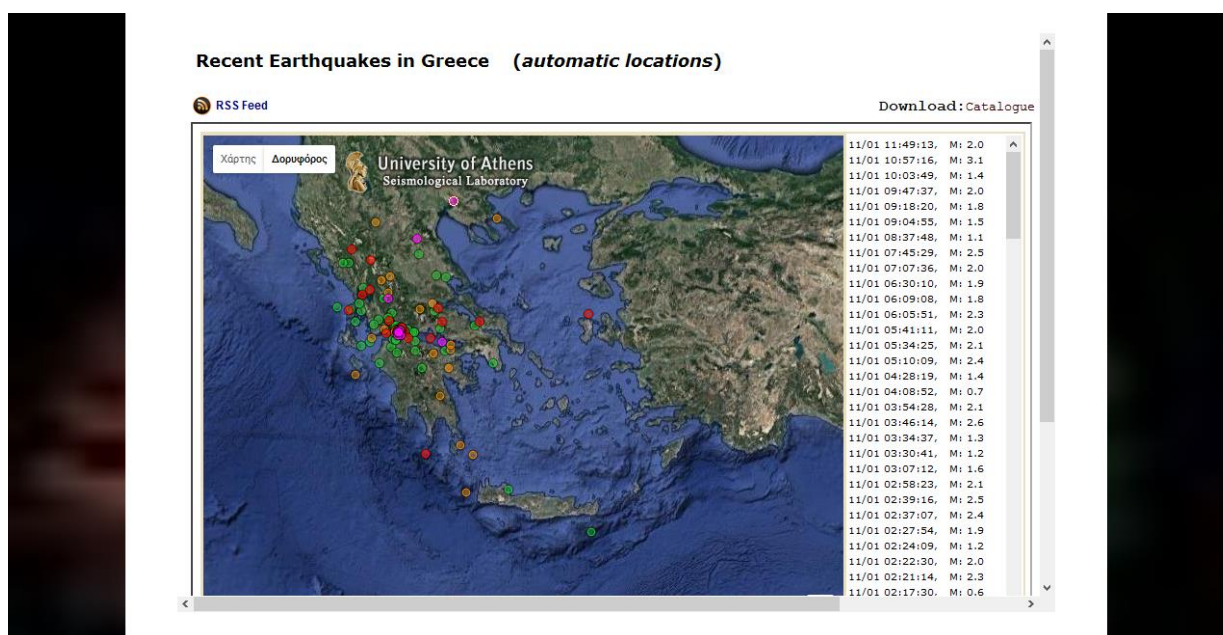 Recent Earthquakes in Greece (automatic locations)
RSS Feed
Download:Catalogue
Χάρτης Δορυφόρος
University of Athens
Seismological Laboratory
11/01 11:49:13, M: 2.0
11/01 10:57:16, M: 3.1
11/01 10:03:49, M: 1.4
11/01 09:47:37, M: 2.0
11/01 09:18:20, M: 1.8
11/01 09:04:55, M: 1.5
11/01 08:37:48, M: 1.1
11/01 07:45:29, M: 2.5
11/01 07:07:36, M: 2.0
11/01 06:30:10, M: 1.9
11/01 06:09:08, M: 1.8
11/01 06:05:51, M: 2.3
11/01 05:41:11, M: 2.0
11/01 05:34:25, M: 2.1
11/01 05:10:09, M: 2.4
11/01 04:28:19, M: 1.4
11/01 04:08:52, M: 0.7
11/01 03:54:28, M: 2.1
11/01 03:46:14, M: 2.6
11/01 03:34:37, M: 1.3
11/01 03:30:41, M: 1.2
11/01 03:07:12, M: 1.6
11/01 02:58:23, M: 2.1
11/01 02:39:16, M: 2.5
11/01 02:37:07, M: 2.4
11/01 02:27:54, M: 1.9
11/01 02:24:09, M: 1.2
11/01 02:22:30, M: 2.0
11/01 02:21:14, M: 2.3
11/01 02:17:30, M: 0.6